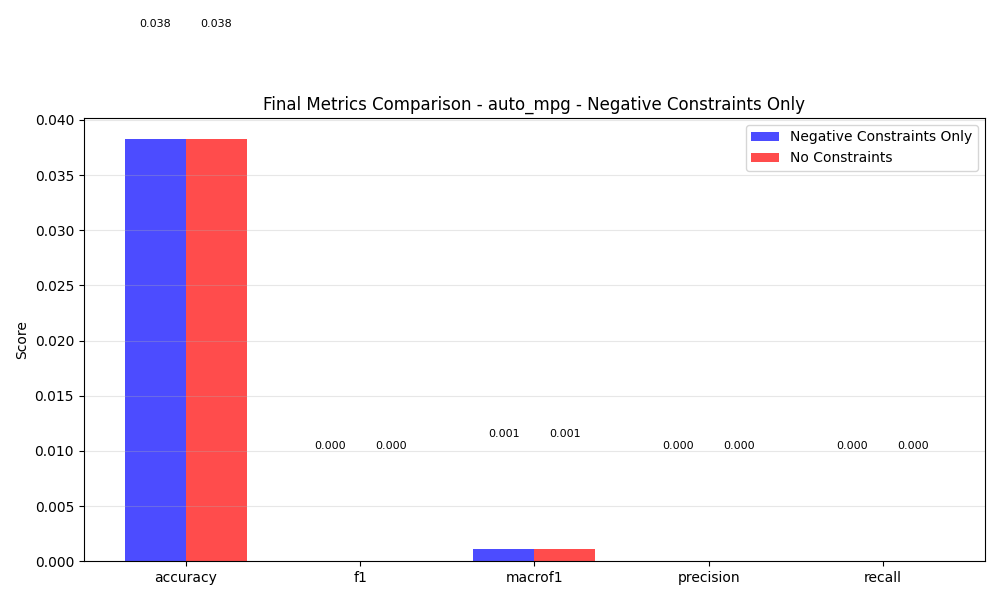 0.038 0.038
Final Metrics Comparison - auto_mpg - Negative Constraints Only
Negative Constraints Only
No Constraints
Score
0.040
0.035
0.030
0.025
0.020
0.015
0.010
0.005
0.000
0.000 0.000
0.001 0.001
0.000 0.000
0.000 0.000
accuracy f1 macrof1 precision recall